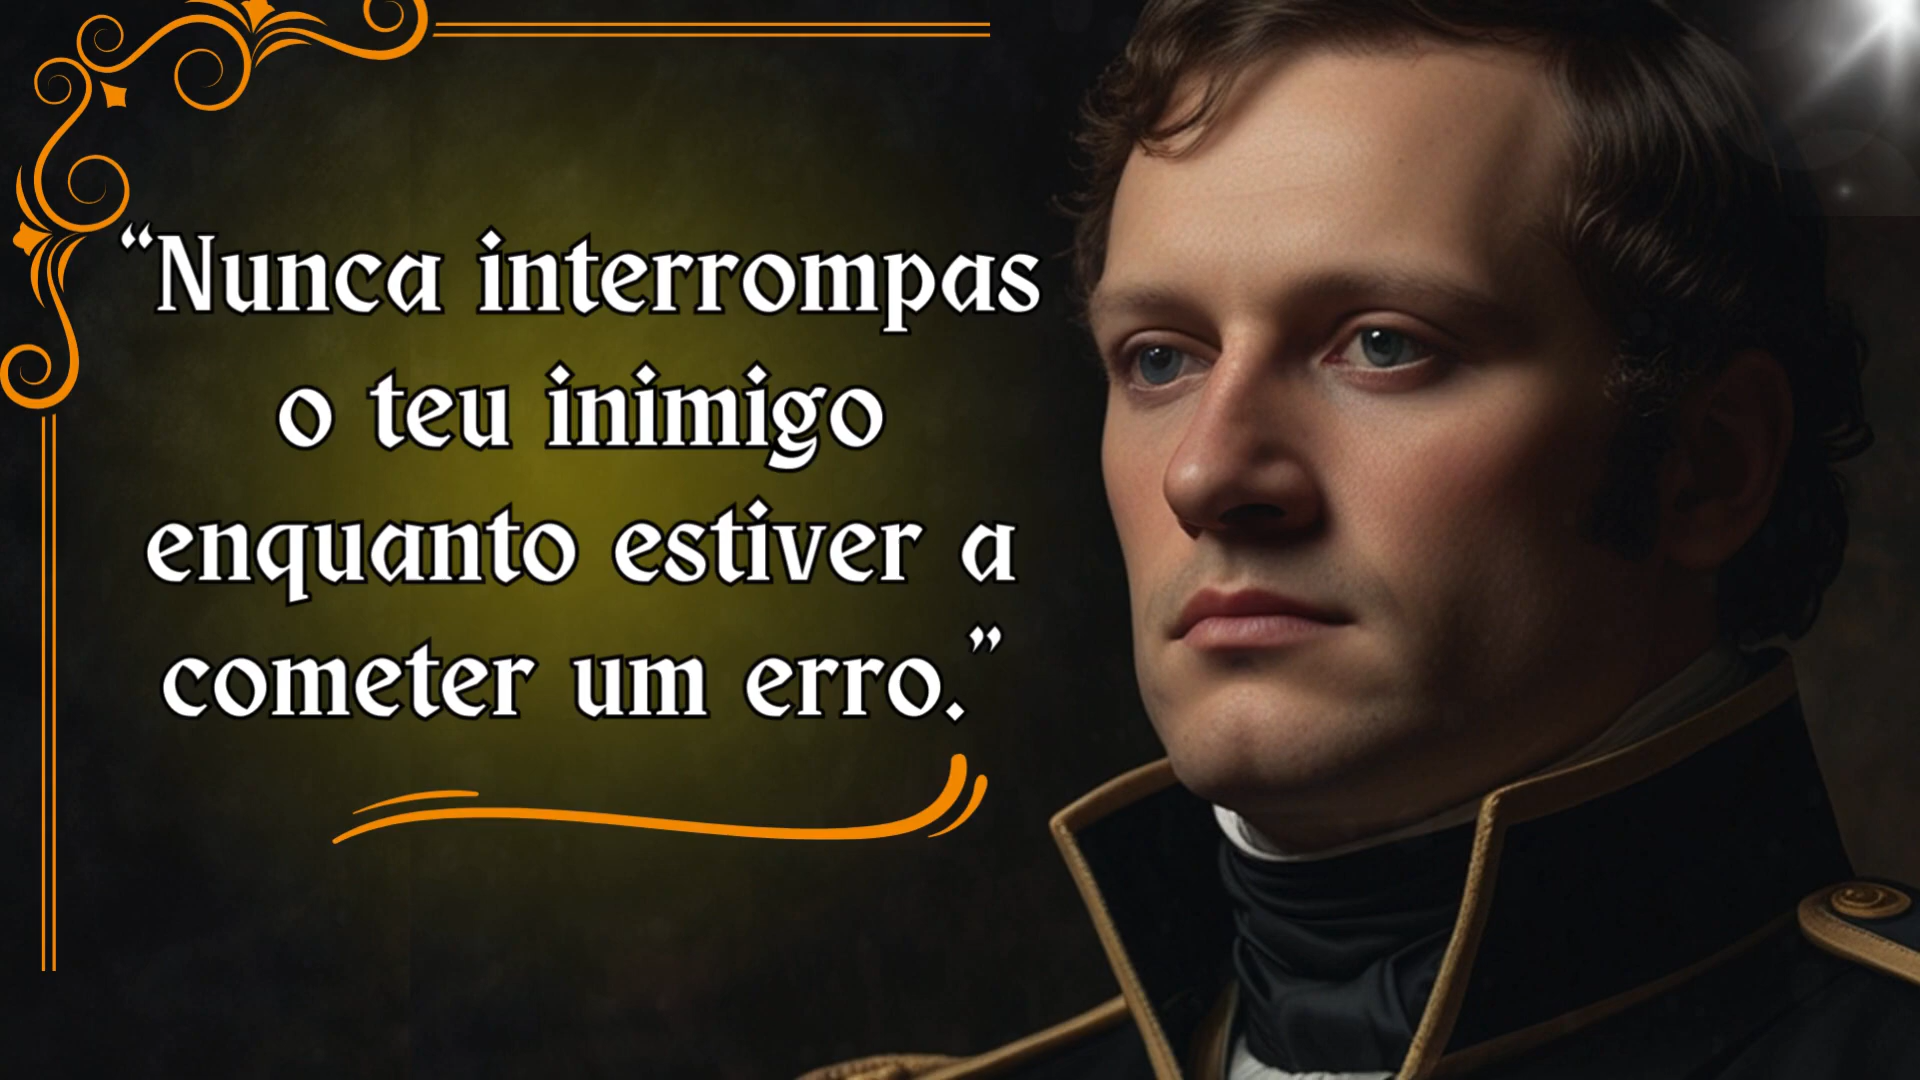 “Nunca interrompas
o teu inimigo
enquanto estiver a
cometer um erro.”